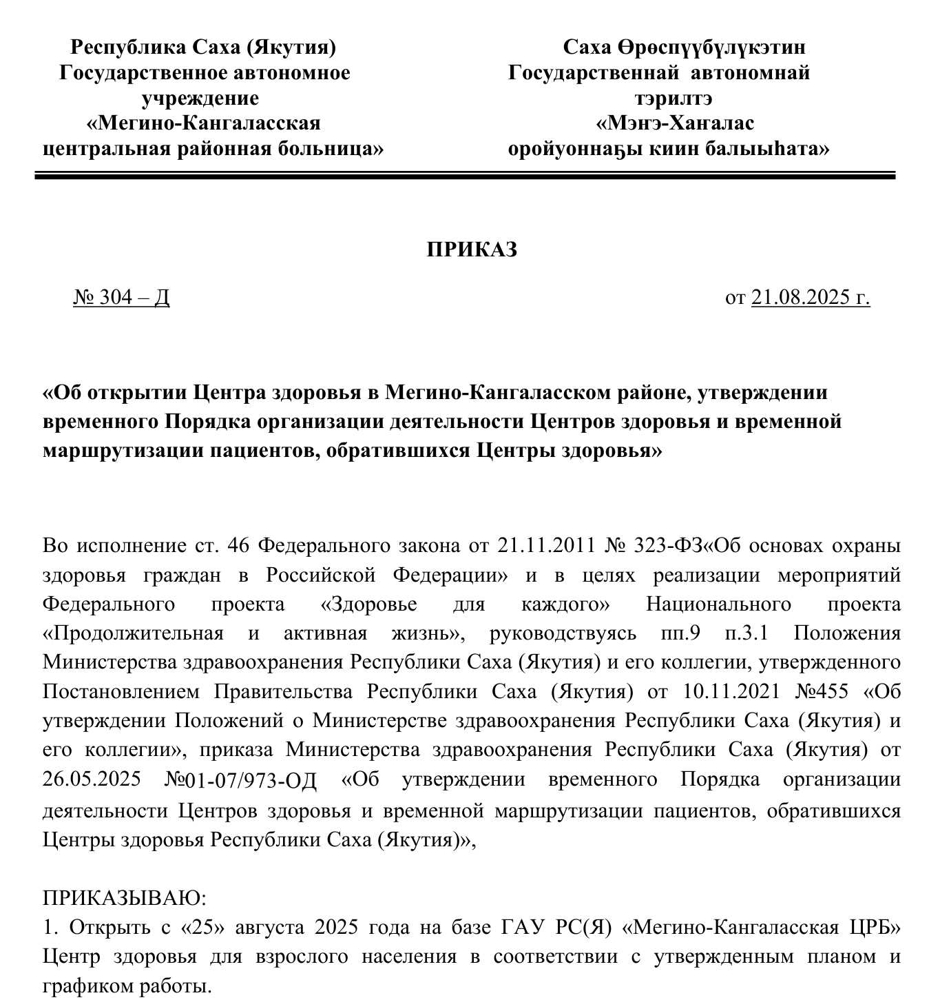 Республика Саха (Якутия)
Государственное автономное
учреждение
«Мегино-Кангаласская
центральная районная больница»
Саха Өрөспүүбүлүкэтин
Государственнай автономнай
тэрилтэ
«Мэҥэ-Хаҥалас
оройуоннаҕы киин балыыһата»
ПРИКАЗ
№ 304 – Д
от 21.08.2025 г.
«Об открытии Центра здоровья в Мегино-Кангаласском районе, утверждении
временного Порядка организации деятельности Центров здоровья и временной
маршрутизации пациентов, обратившихся Центры здоровья»
Во исполнение ст. 46 Федерального закона от 21.11.2011 № 323-ФЗ«Об основах охраны
здоровья граждан в Российской Федерации» и в целях реализации мероприятий
Федерального проекта «Здоровье для каждого» Национального проекта
«Продолжительная и активная жизнь», руководствуясь пп.9 п.3.1 Положения
Министерства здравоохранения Республики Саха (Якутия) и его коллегии, утвержденного
Постановлением Правительства Республики Саха (Якутия) от 10.11.2021 №455 «Об
утверждении Положений о Министерстве здравоохранения Республики Саха (Якутия) и
его коллегии», приказа Министерства здравоохранения Республики Саха (Якутия) от
26.05.2025 №01-07/973-ОД «Об утверждении временного Порядка организации
деятельности Центров здоровья и временной маршрутизации пациентов, обратившихся
Центры здоровья Республики Саха (Якутия)»,
ПРИКАЗЫВАЮ:
1. Открыть с «25» августа 2025 года на базе ГАУ РС(Я) «Мегино-Кангаласская ЦРБ»
Центр здоровья для взрослого населения в соответствии с утвержденным планом и
графиком работы.